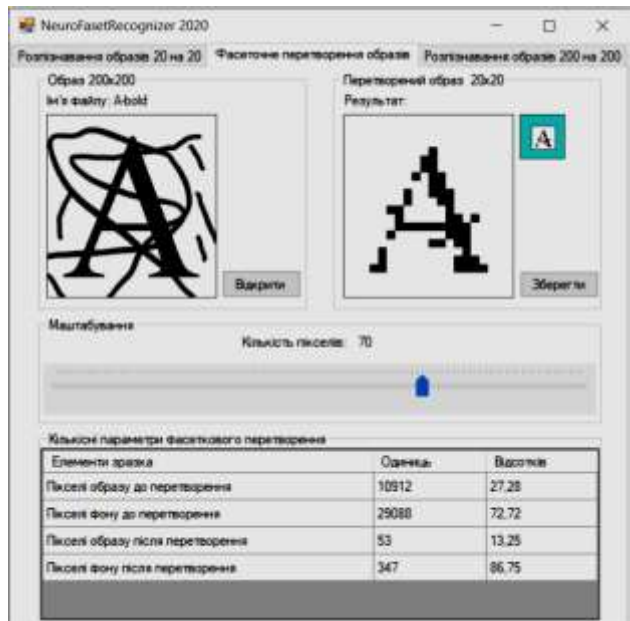 NeuroFasetRecognizer 2020
Розпізнавання образів 20 на 20 Фасеточне перетворення образів Розпізнавання образів 200 на 200
Образ 200x200
Ім'я файлу: A-bold
Відкрити
Перетворений образ 20x20
Результат:
Зберегти
Маштабування
Кількість пікселів: 70
Кількісні параметри фасеткового перетворення
Елементи зразка Одиниць Відсотків
Пікселі образу до перетворення 10912 27,28
Пікселі фону до перетворення 29088 72,72
Пікселі образу після перетворення 53 13,25
Пікселі фону після перетворення 347 86,75